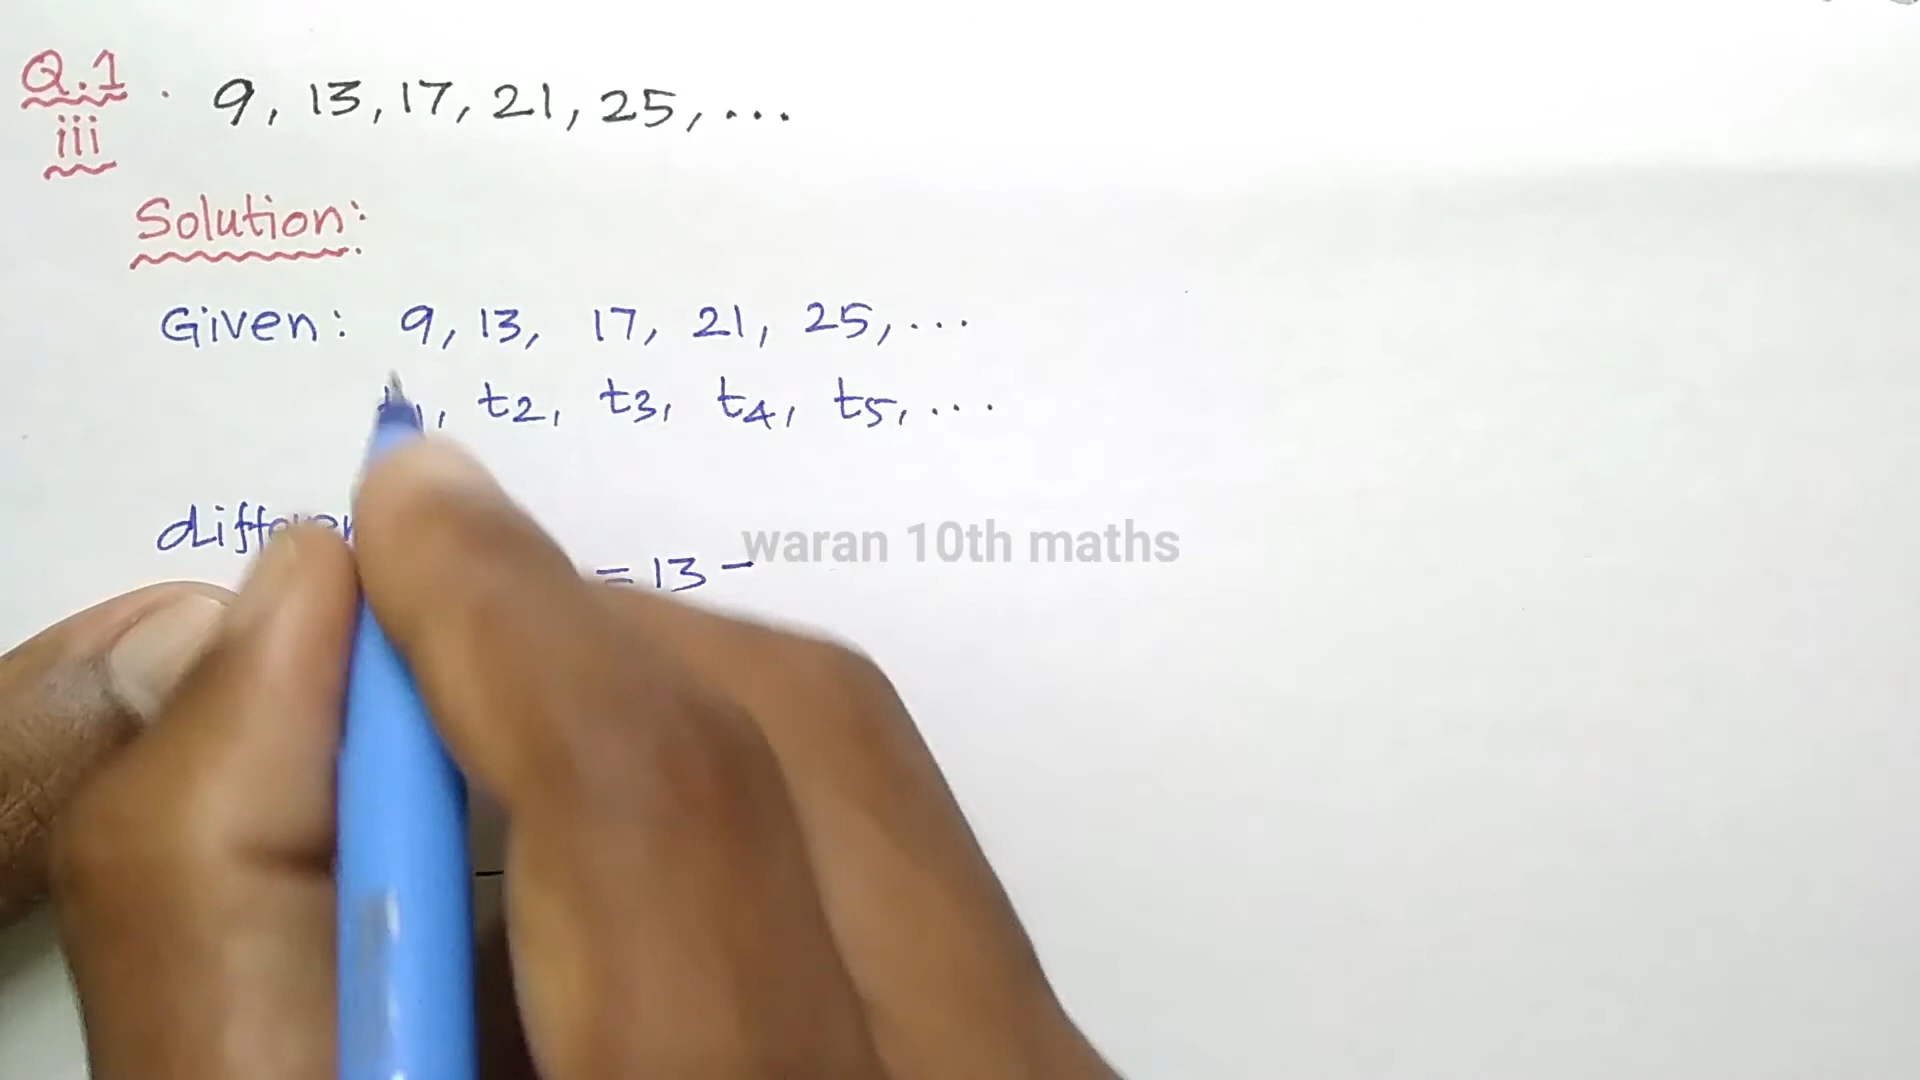 Q.1 . 9, 13, 17, 21, 25, ...
iii
Solution:
Given: 9, 13, 17, 21, 25, ...
t1, t2, t3, t4, t5, ...
= 13 -
waran 10th maths